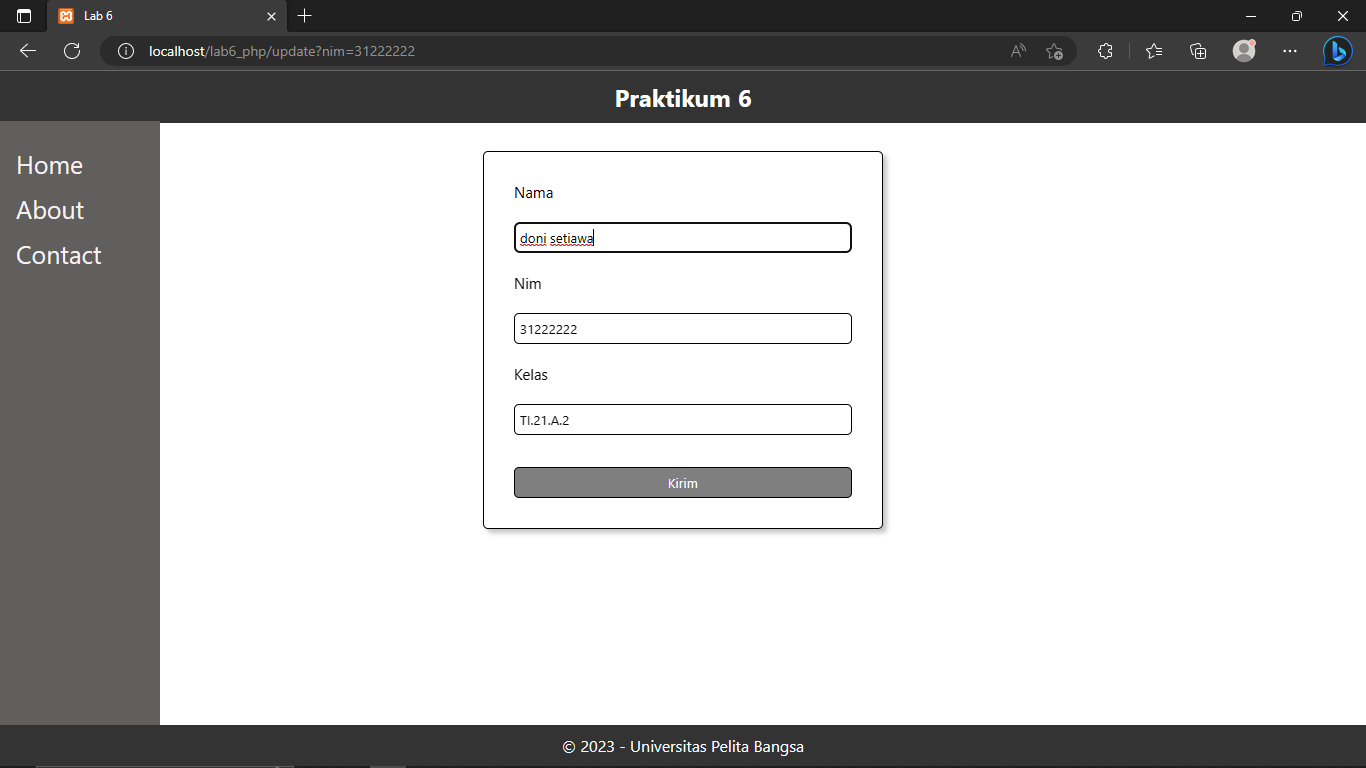 Lab 6
localhost/lab6_php/update?nim=31222222
Praktikum 6
Home
About
Contact
Nama
doni setiawa
Nim
31222222
Kelas
TI.21.A.2
Kirim
© 2023 - Universitas Pelita Bangsa